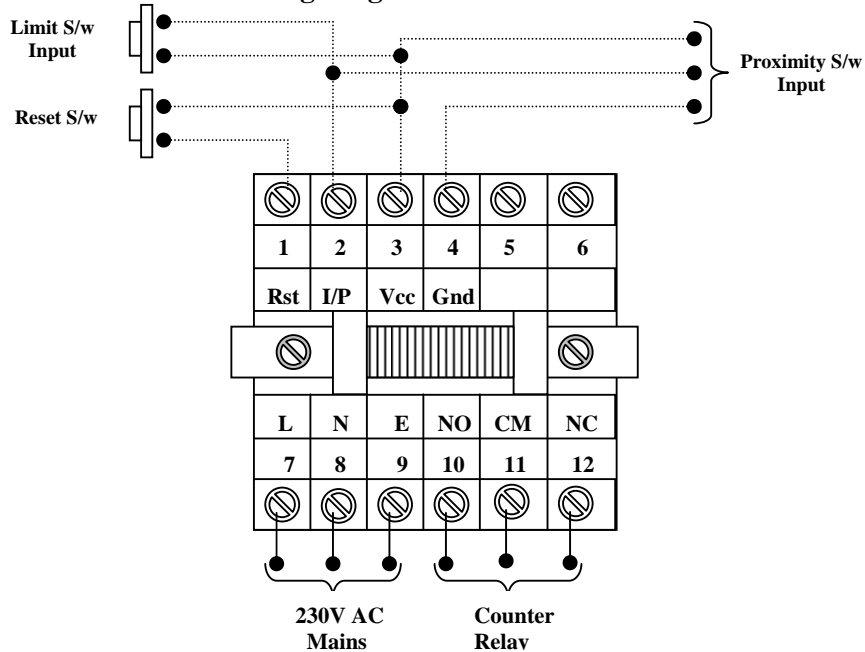 Limit S/w
Input
Reset S/w
Proximity S/w
Input
1 2 3 4 5 6
Rst I/P Vcc Gnd
L N E NO CM NC
7 8 9 10 11 12
230V AC
Mains
Counter
Relay